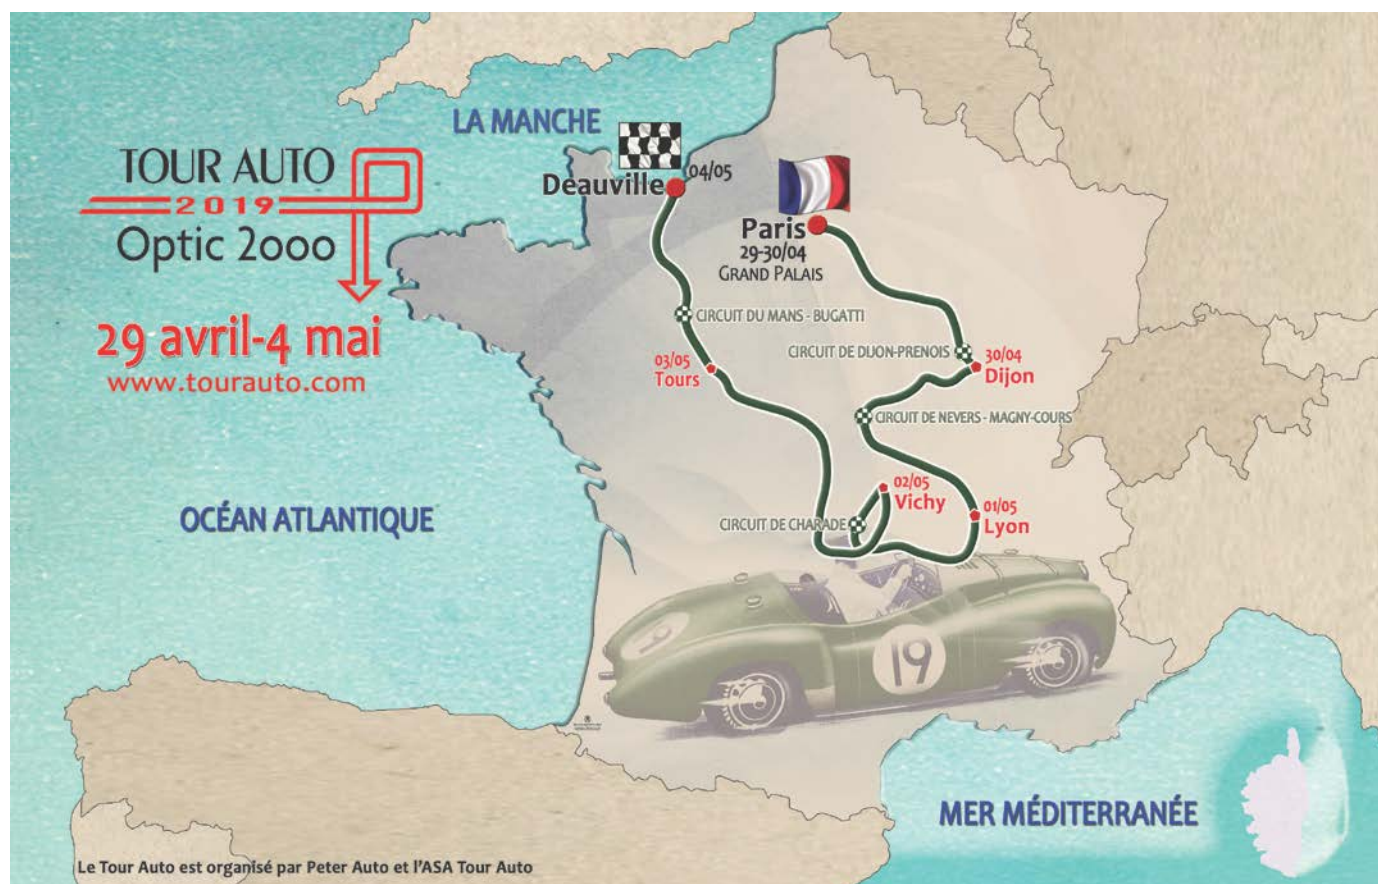 LA MANCHE
TOUR AUTO
2019
Optic 2000
29 avril-4 mai
www.tourauto.com
Deauville
04/05
Paris
29-30/04
GRAND PALAIS
CIRCUIT DU MANS - BUGATTI
CIRCUIT DE DIJON-PRENOIS
30/04
Dijon
03/05
Tours
CIRCUIT DE NEVERS - MAGNY-COURS
02/05
Vichy
01/05
Lyon
CIRCUIT DE CHARADE
OCÉAN ATLANTIQUE
19
19
MER MÉDITERRANÉE
Le Tour Auto est organisé par Peter Auto et l'ASA Tour Auto